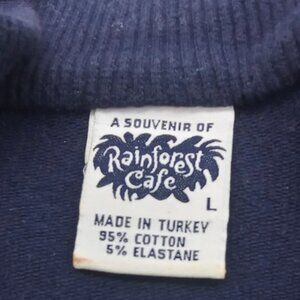 A SOUVENIR OF
Rainforest
Cafe
L
MADE IN TURKEY
95% COTTON
5% ELASTANE